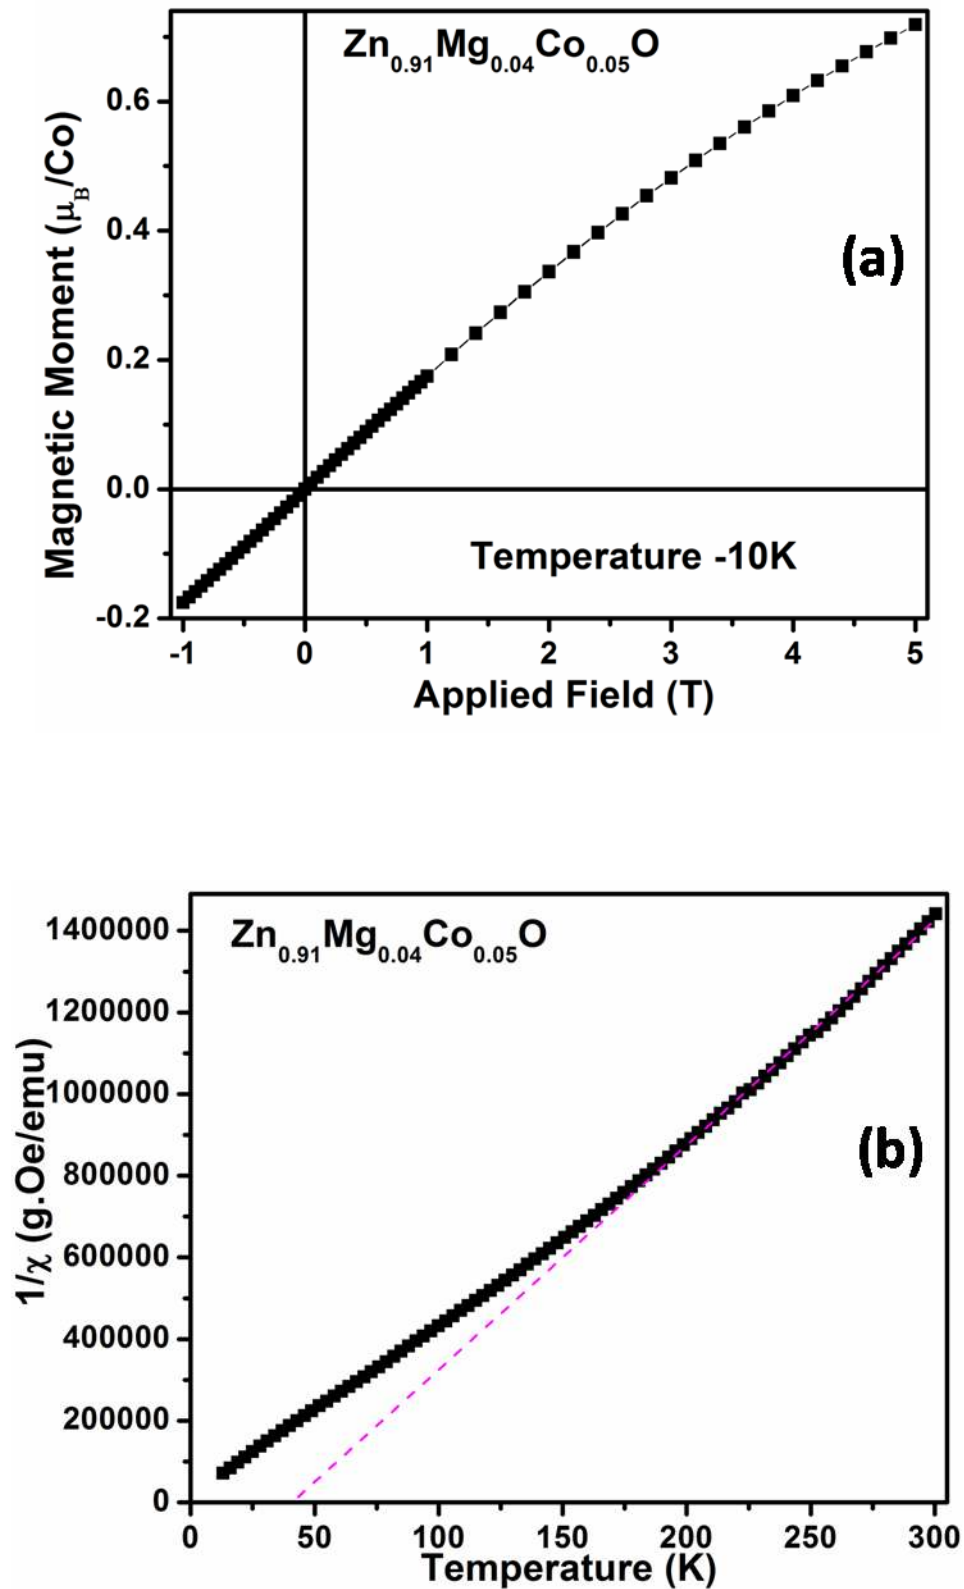 Zn0.91Mg0.04Co0.05O
0.6
0.4
0.2
0.0
-0.2
Magnetic Moment (μB/Co)
(a)
Temperature -10K
-1 0 1 2 3 4 5
Applied Field (T)
Zn0.91Mg0.04Co0.05O
1400000
1200000
1000000
800000
600000
400000
200000
0
1/χ (g.Oe/emu)
(b)
0 50 100 150 200 250 300
Temperature (K)